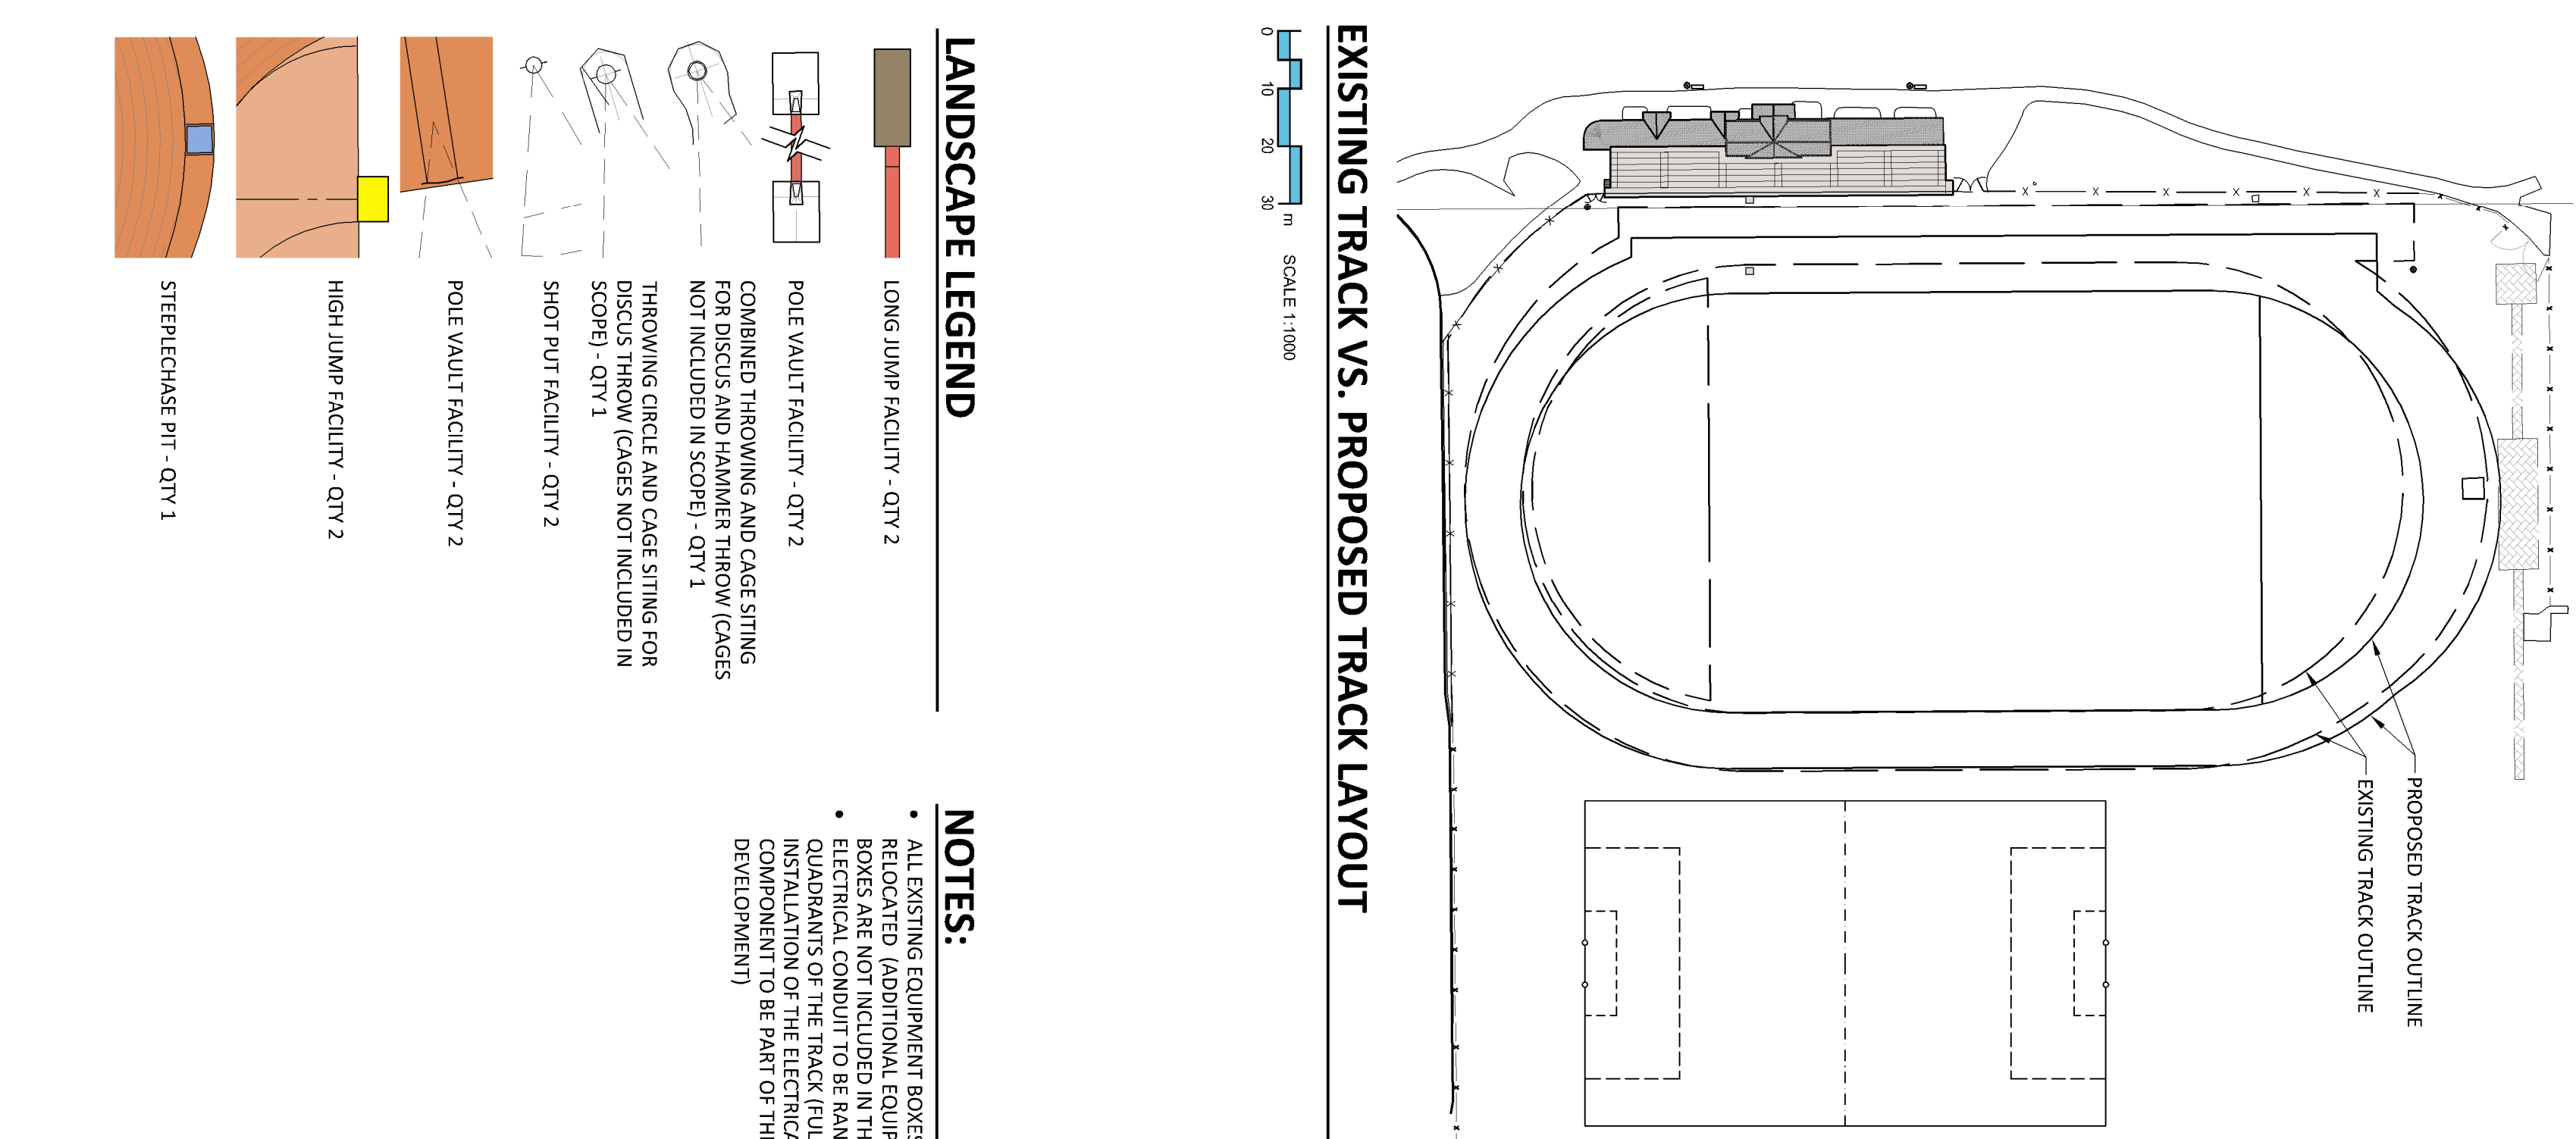 PROPOSED TRACK OUTLINE
EXISTING TRACK OUTLINE
EXISTING TRACK VS. PROPOSED TRACK LAYOUT
0 10 20 30 m SCALE 1:1000
LANDSCAPE LEGEND
LONG JUMP FACILITY - QTY 2
POLE VAULT FACILITY - QTY 2
COMBINED THROWING AND CAGE SITING
FOR DISCUS AND HAMMER THROW (CAGES
NOT INCLUDED IN SCOPE) - QTY 1
THROWING CIRCLE AND CAGE SITING FOR
DISCUS THROW (CAGES NOT INCLUDED IN
SCOPE) - QTY 1
SHOT PUT FACILITY - QTY 2
POLE VAULT FACILITY - QTY 2
HIGH JUMP FACILITY - QTY 2
STEEPLECHASE PIT - QTY 1
NOTES:
• ALL EXISTING EQUIPMENT BOXES
RELOCATED (ADDITIONAL EQUIP
BOXES ARE NOT INCLUDED IN TH
• ELECTRICAL CONDUIT TO BE RAN
QUADRANTS OF THE TRACK (FUL
INSTALLATION OF THE ELECTRICA
COMPONENT TO BE PART OF TH
DEVELOPMENT)